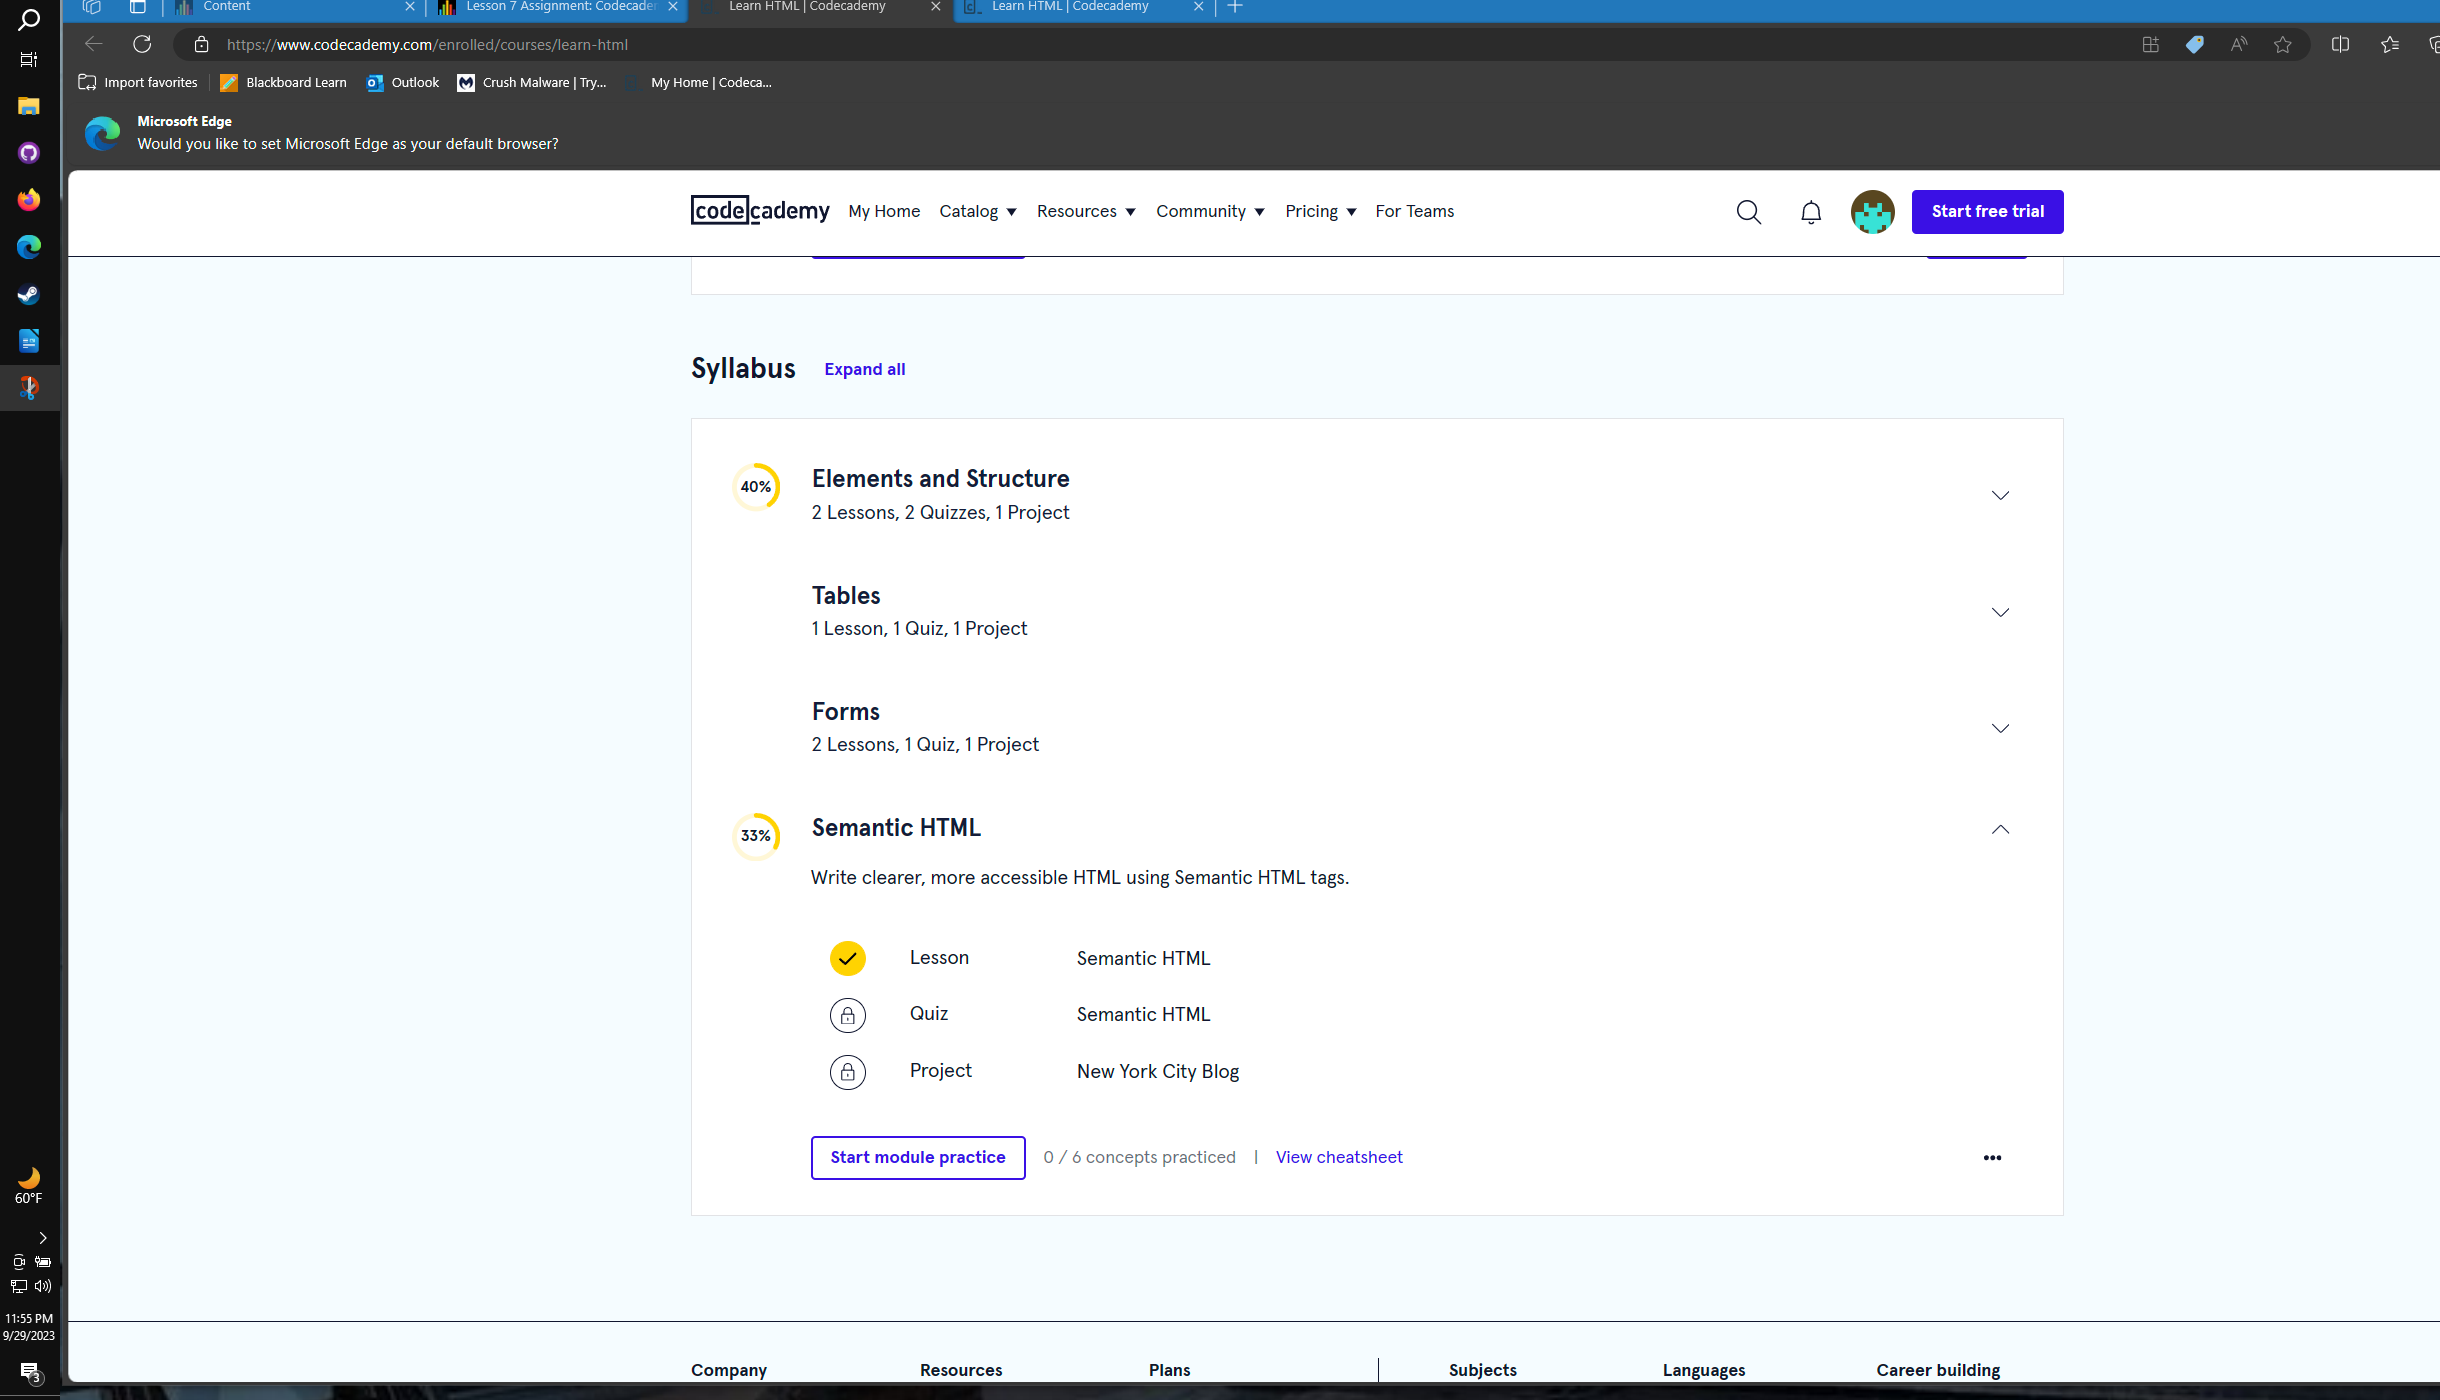 Content
Lesson 7 Assignment: Codecader
Learn HTML | Codecademy
Learn HTML | Codecademy
https://www.codecademy.com/enrolled/courses/learn-html
Import favorites
Blackboard Learn
Outlook
Crush Malware | Try...
My Home | Codeca...
Microsoft Edge
Would you like to set Microsoft Edge as your default browser?
codecademy
My Home
Catalog
Resources
Community
Pricing
For Teams
Start free trial
Syllabus
Expand all
40%
Elements and Structure
2 Lessons, 2 Quizzes, 1 Project
Tables
1 Lesson, 1 Quiz, 1 Project
Forms
2 Lessons, 1 Quiz, 1 Project
33%
Semantic HTML
Write clearer, more accessible HTML using Semantic HTML tags.
Lesson
Semantic HTML
Quiz
Semantic HTML
Project
New York City Blog
Start module practice
0 / 6 concepts practiced | View cheatsheet
60°F
11:55 PM
9/29/2023
3
Company
Resources
Plans
Subjects
Languages
Career building